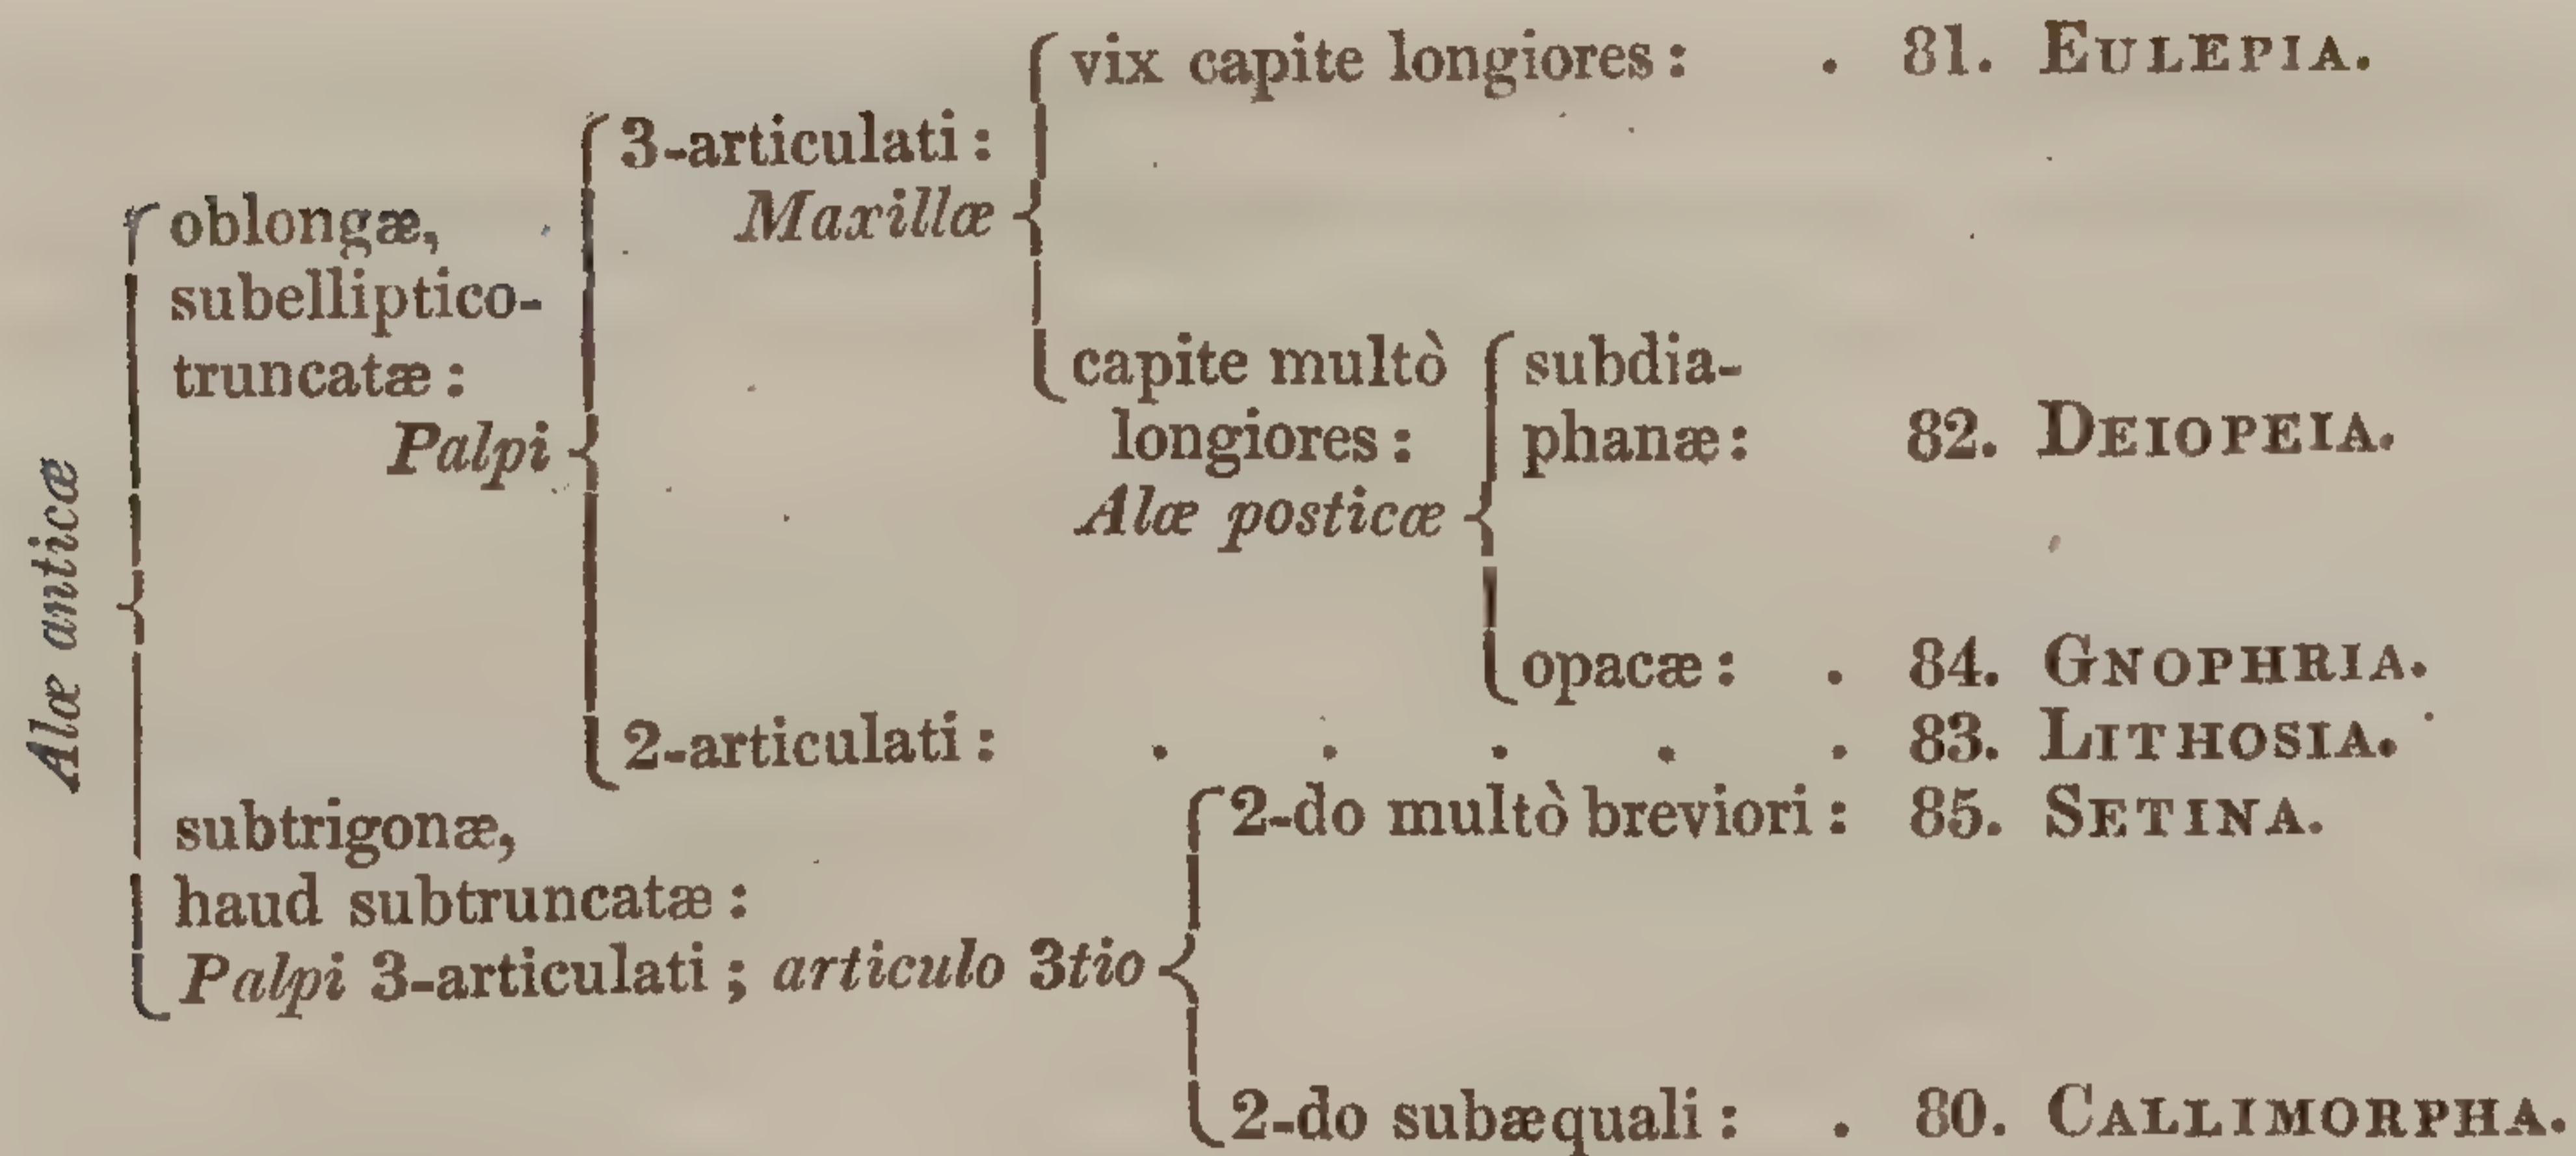 Alæ anticæ
oblongæ,
subelliptico-
truncatæ :
Palpi
3-articulati :
Maxillæ
vix capite longiores : . 81. EULEPIA.
capite multò
longiores :
Alæ posticæ
subdia-
phanæ : 82. DEIOPEIA.
opacæ : . 84. GNOPHRIA.
2-articulati : . . . . . 83. LITHOSIA.
subtrigonæ,
haud subtruncatæ :
Palpi 3-articulati ; articulo 3tio
2-do multò breviori : 85. SETINA.
2-do subæquali : . 80. CALLIMORPHA.